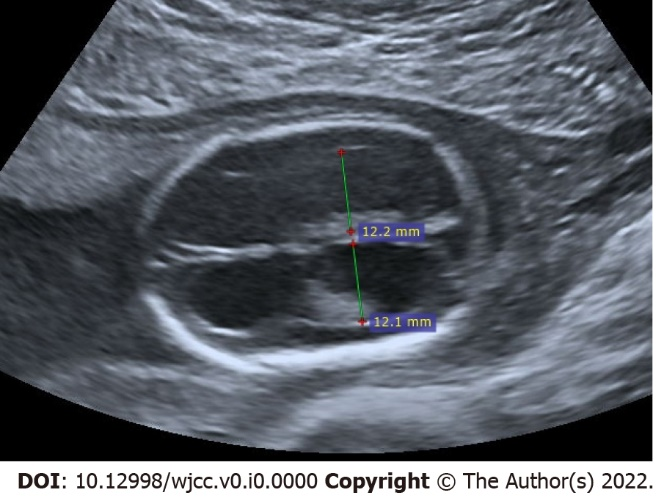 12.2 mm
12.1 mm
DOI: 10.12998/wjcc.v0.i0.0000 Copyright © The Author(s) 2022.